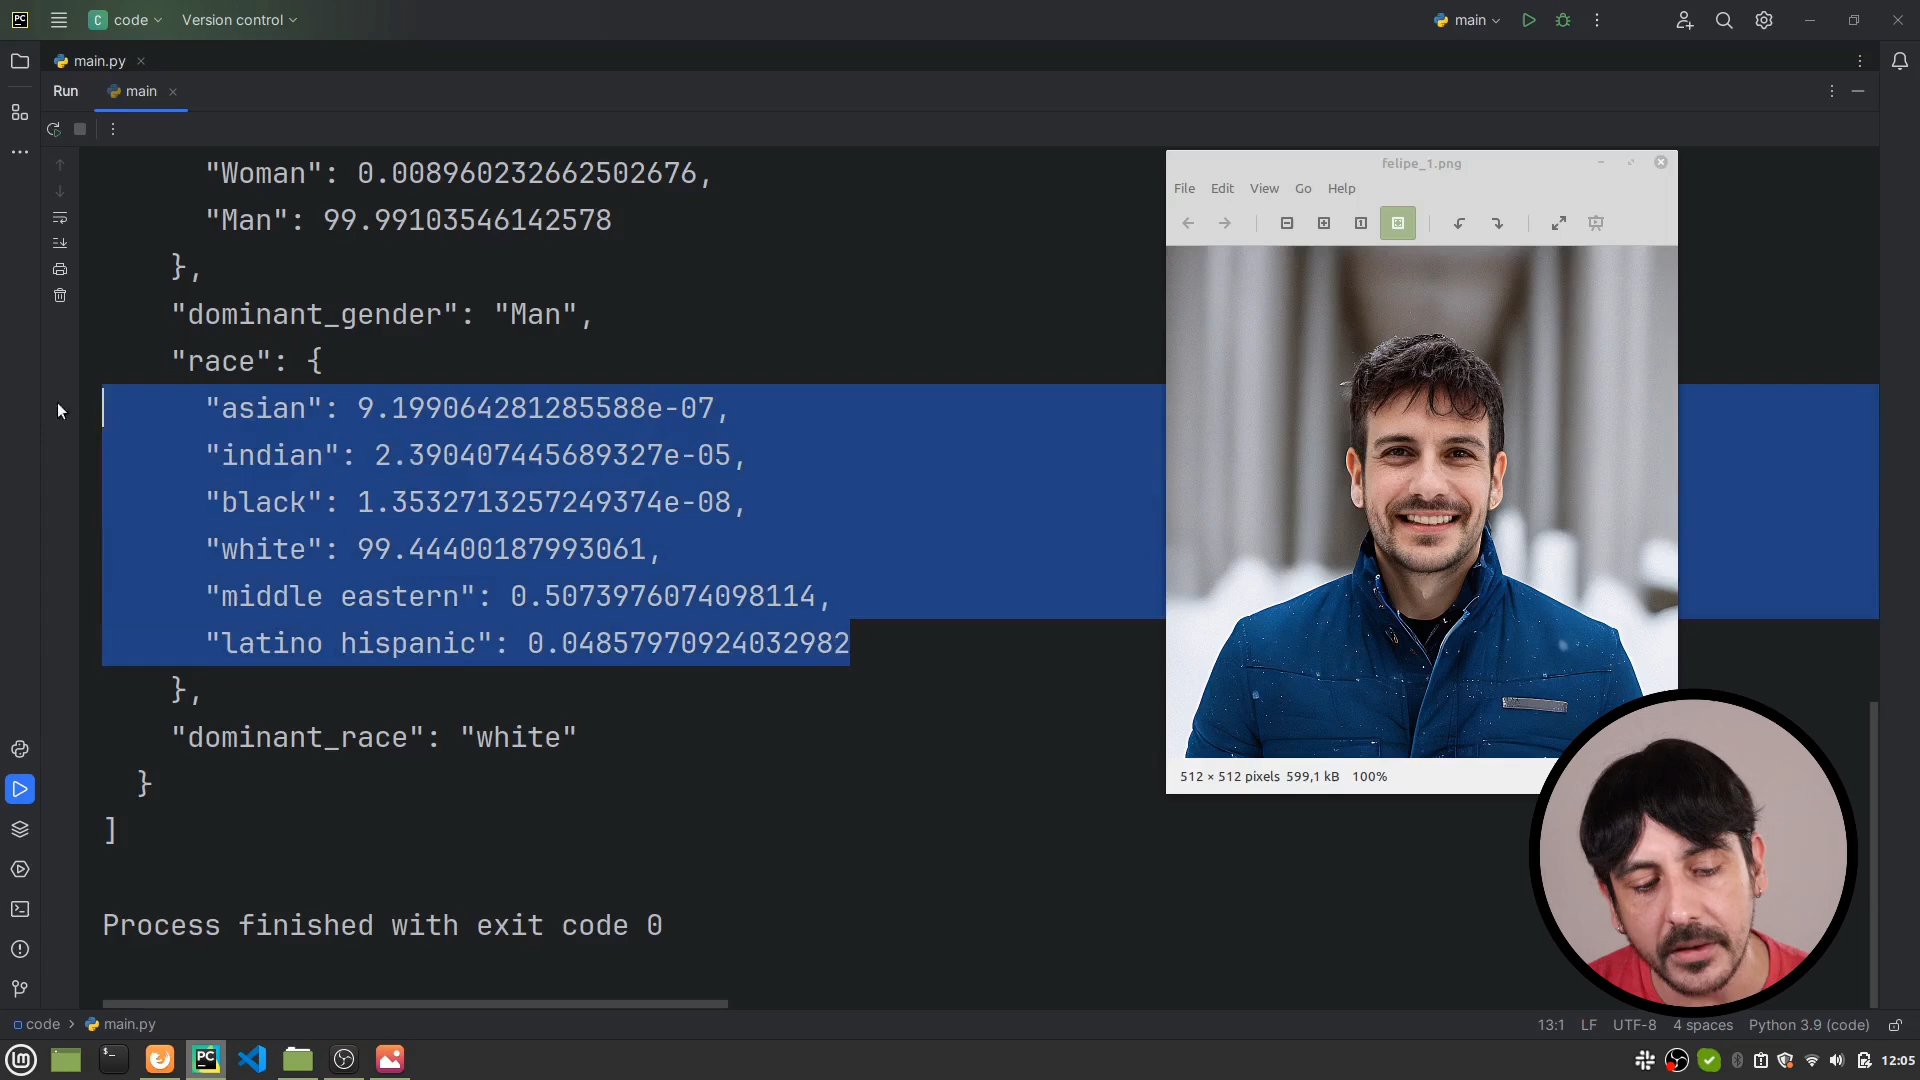 PC
C code
Version control
main
main.py
Run main
"Woman": 0.008960232662502676,
"Man": 99.99103546142578
},
"dominant_gender": "Man",
"race": {
"asian": 9.199064281285588e-07,
"indian": 2.390407445689327e-05,
"black": 1.3532713257249374e-08,
"white": 99.44400187993061,
"middle eastern": 0.5073976074098114,
"latino hispanic": 0.04857970924032982
},
"dominant_race": "white"
}
]
Process finished with exit code 0
felipe_1.png
File Edit View Go Help
512 × 512 pixels 599,1 kB 100%
code > main.py
13:1 LF UTF-8 4 spaces Python 3.9 (code)
PC
12:05